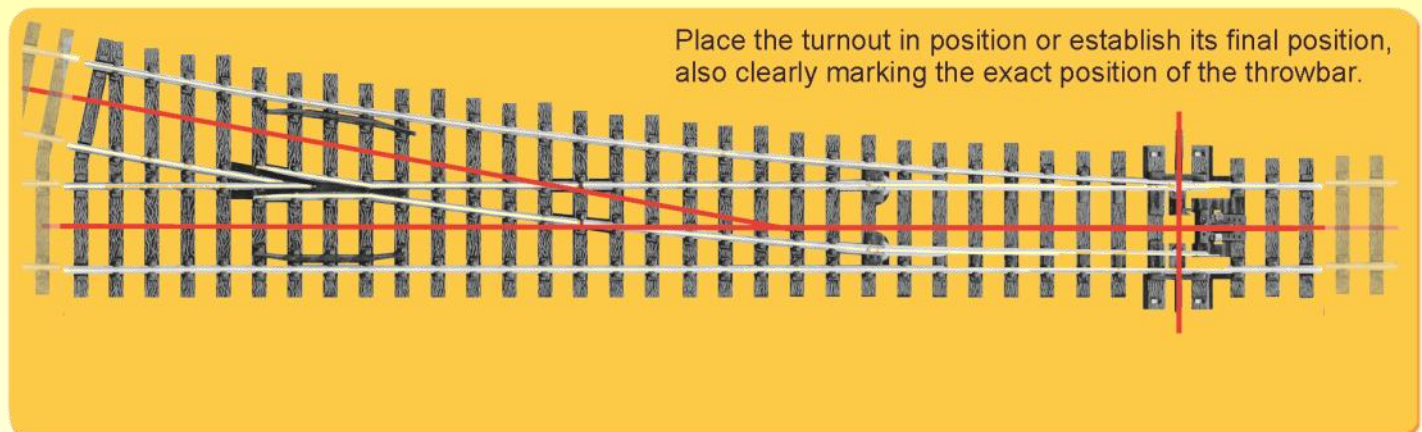 Place the turnout in position or establish its final position,
also clearly marking the exact position of the throwbar.